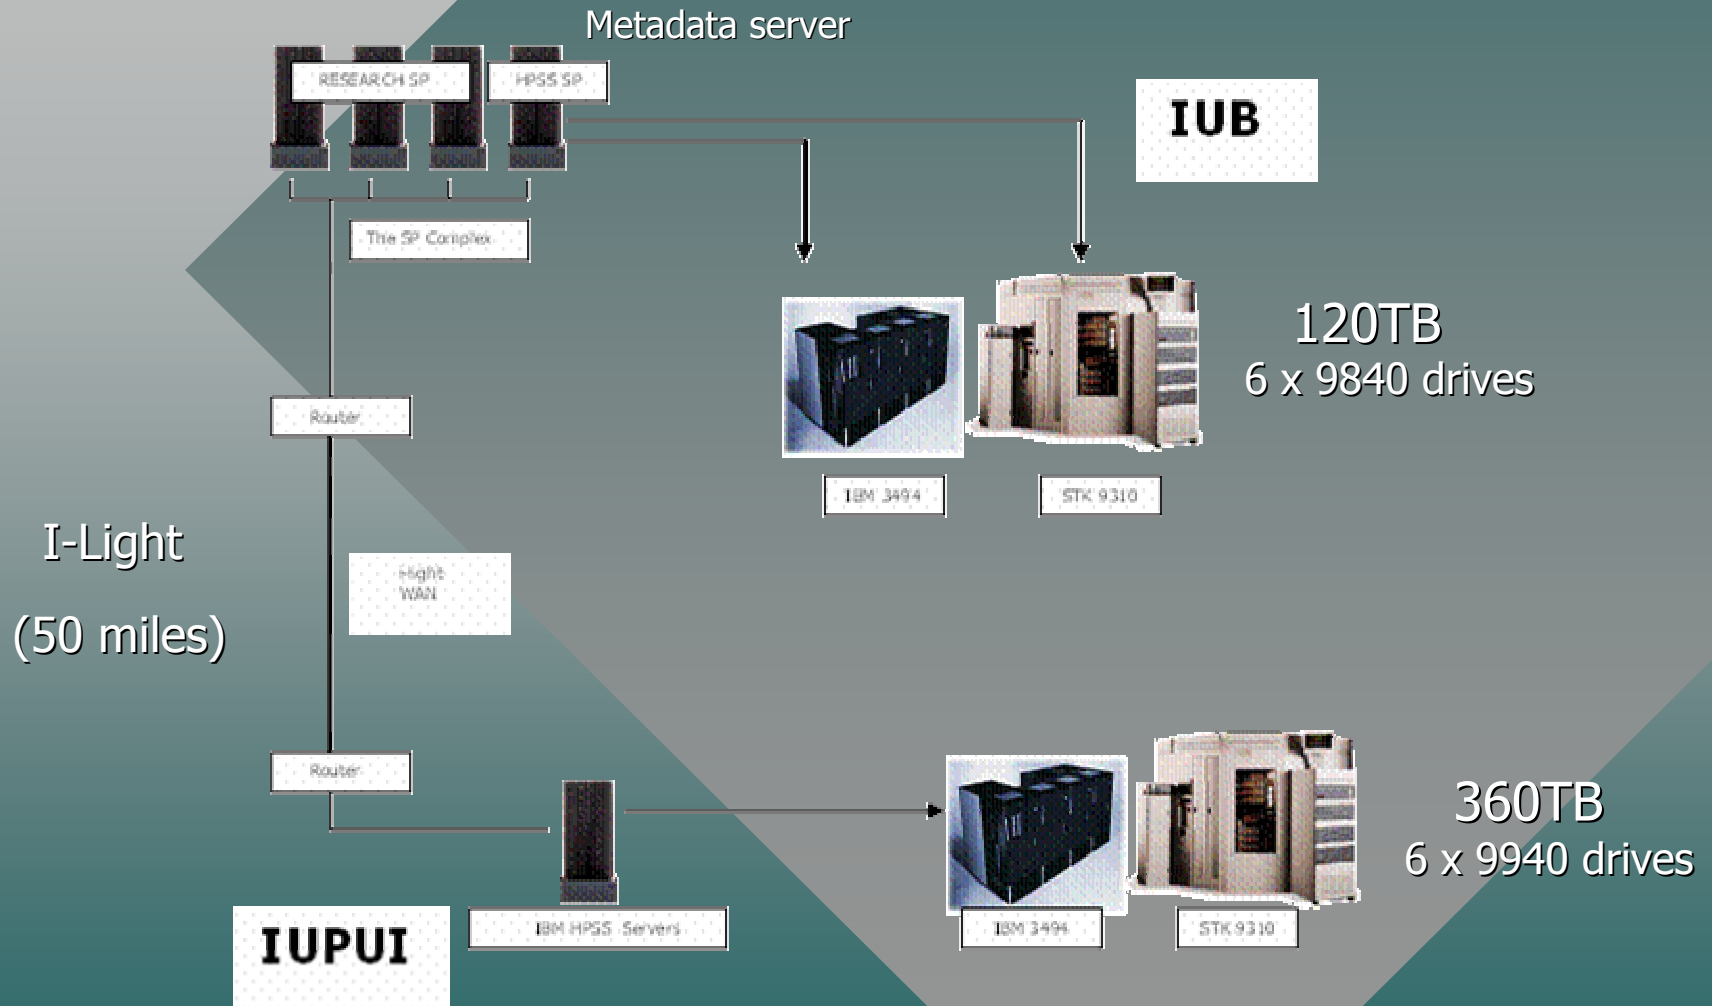 Metadata server
RESEARCH SP
HPSS SP
IUB
The SP Complex
120TB
6 x 9840 drives
Router
IBM 3494
STK 9310
I-Light
(50 miles)
WAN
Router
360TB
6 x 9940 drives
IUPUI
IBM HPSS Servers
IBM 3494
STK 9310